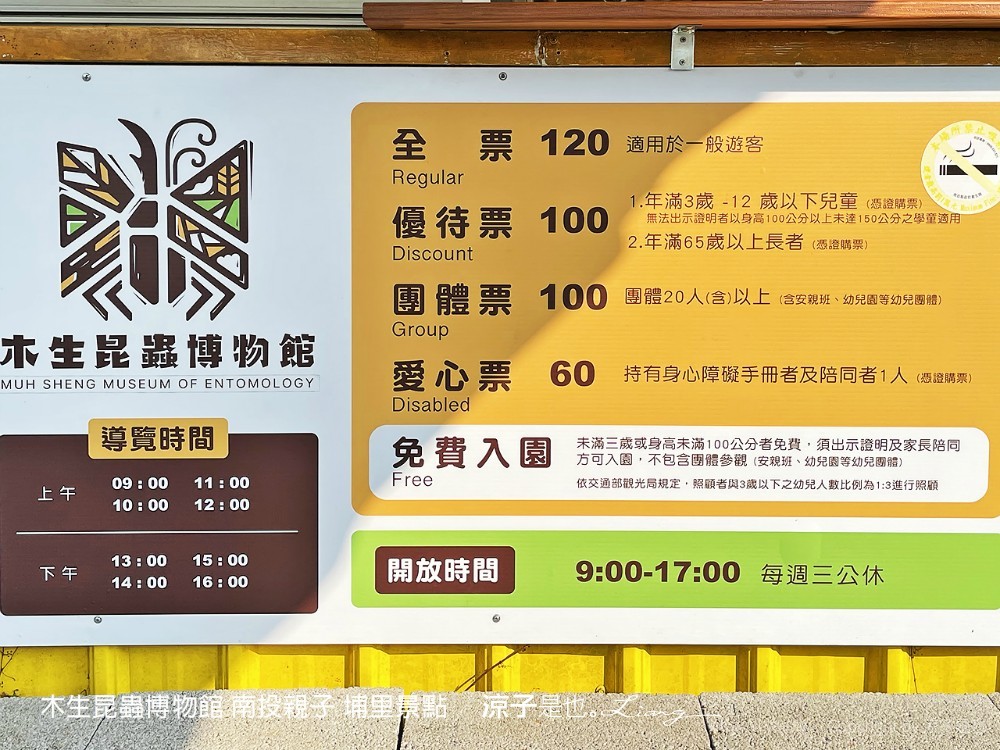 木生昆蟲博物館
MUH SHENG MUSEUM OF ENTOMOLOGY
導覽時間
上午 09:00 11:00
10:00 12:00
下午 13:00 15:00
14:00 16:00
全 票 120 適用於一般遊客
Regular
優待票 100 1.年滿3歲 -12 歲以下兒童 (憑證購票)
無法出示證明者以身高100公分以上未達150公分之學童適用
Discount 2.年滿65歲以上長者 (憑證購票)
團體票 100 團體20人(含)以上 (含安親班、幼兒園等幼兒團體)
Group
愛心票 60 持有身心障礙手冊者及陪同者1人 (憑證購票)
Disabled
免費入園 未滿三歲或身高未滿100公分者免費，須出示證明及家長陪同
方可入園，不包含團體參觀 (安親班、幼兒園等幼兒團體)
Free 依交通部觀光局規定，照顧者與3歲以下之幼兒人數比例為1:3進行照顧
開放時間 9:00-17:00 每週三公休
木生昆蟲博物館 南投親子 埔里景點 涼子是也 Ling